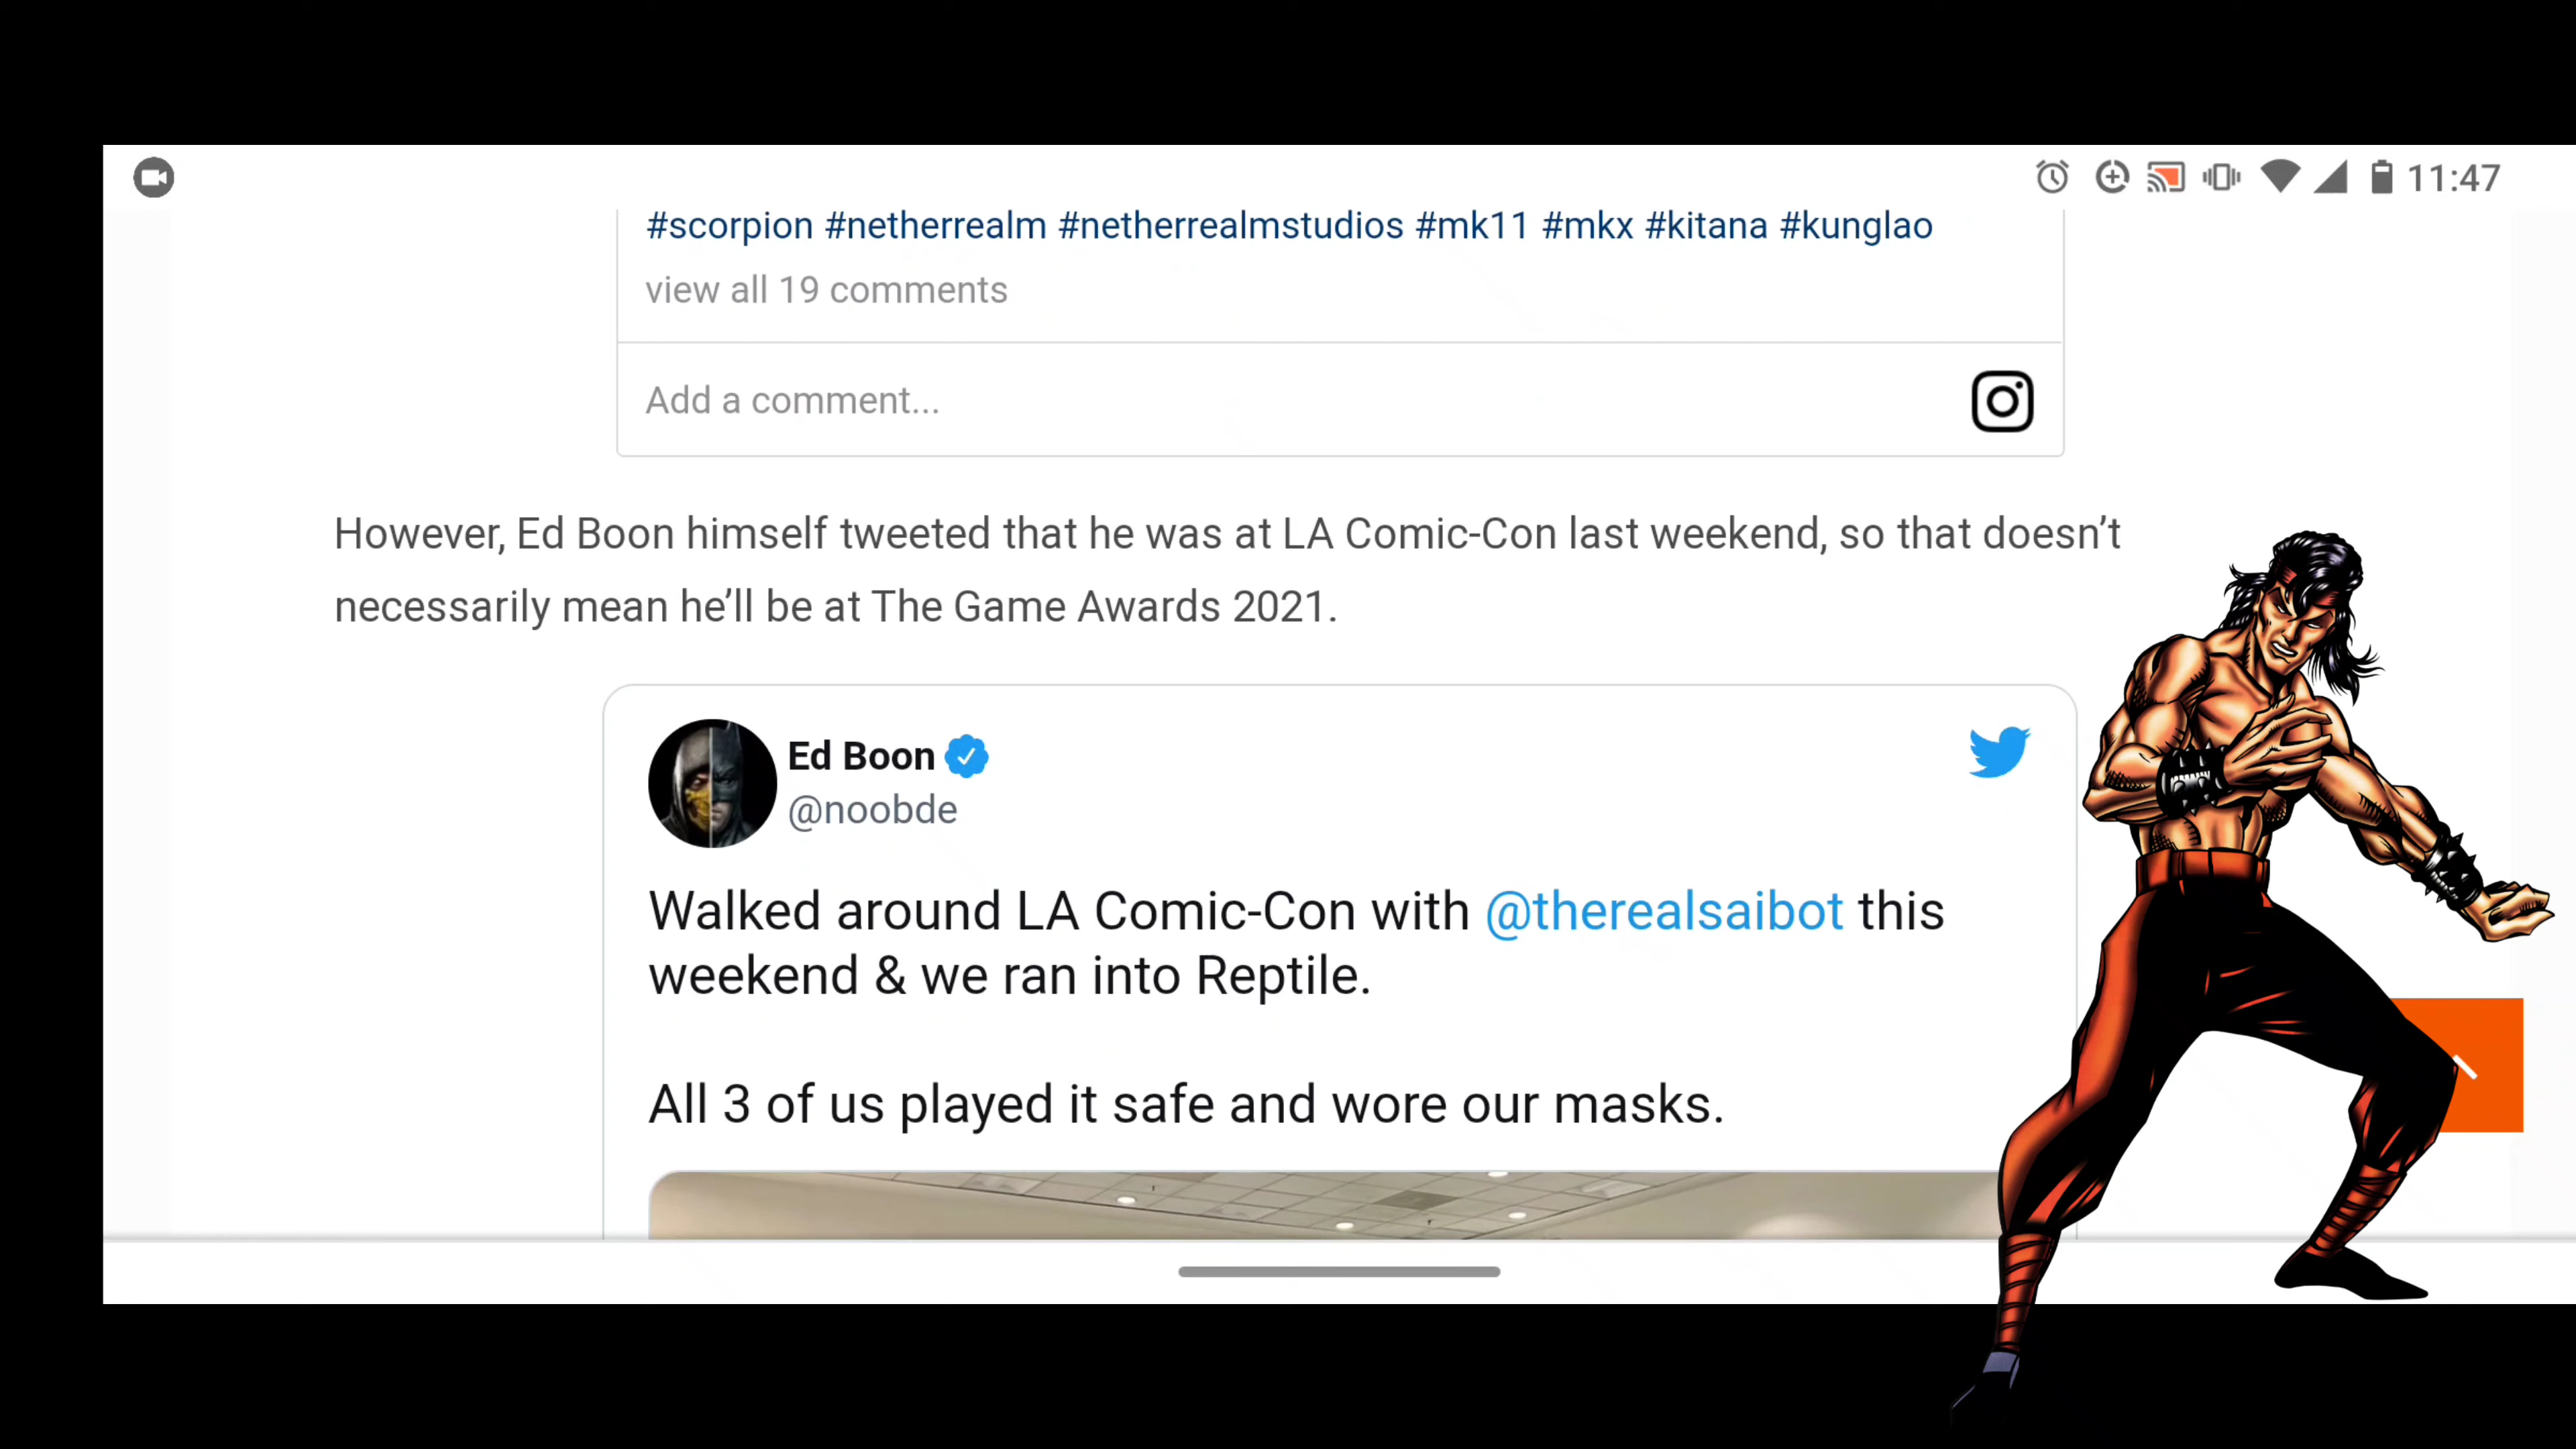 11:47
#scorpion #netherrealm #netherrealmstudios #mk11 #mkx #kitana #kunglao
view all 19 comments
Add a comment...
However, Ed Boon himself tweeted that he was at LA Comic-Con last weekend, so that doesn’t
necessarily mean he’ll be at The Game Awards 2021.
Ed Boon
@noobde
Walked around LA Comic-Con with @therealsaibot this
weekend & we ran into Reptile.
All 3 of us played it safe and wore our masks.